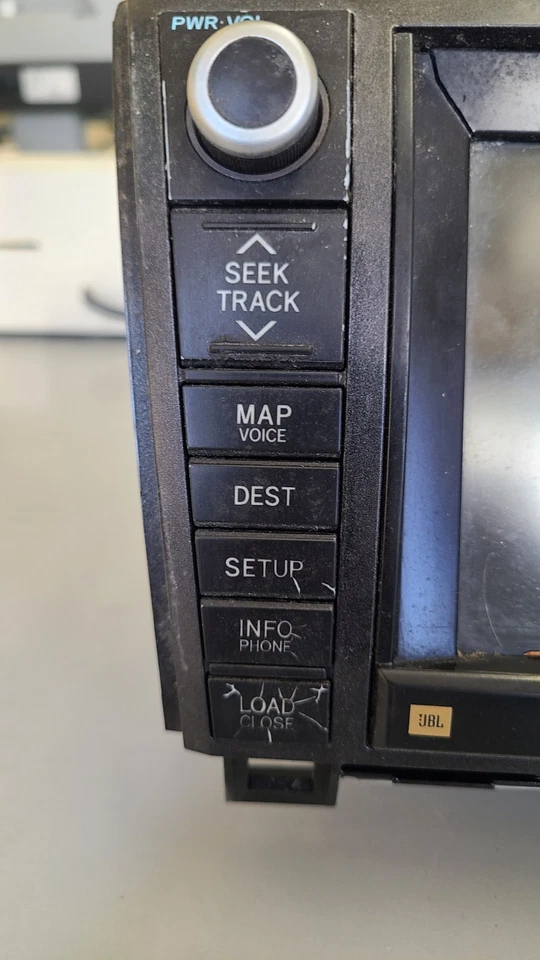 PWR·VOL
SEEK
TRACK
MAP
VOICE
DEST
SETUP
INFO
PHONE
LOAD
CLOSE
JBL